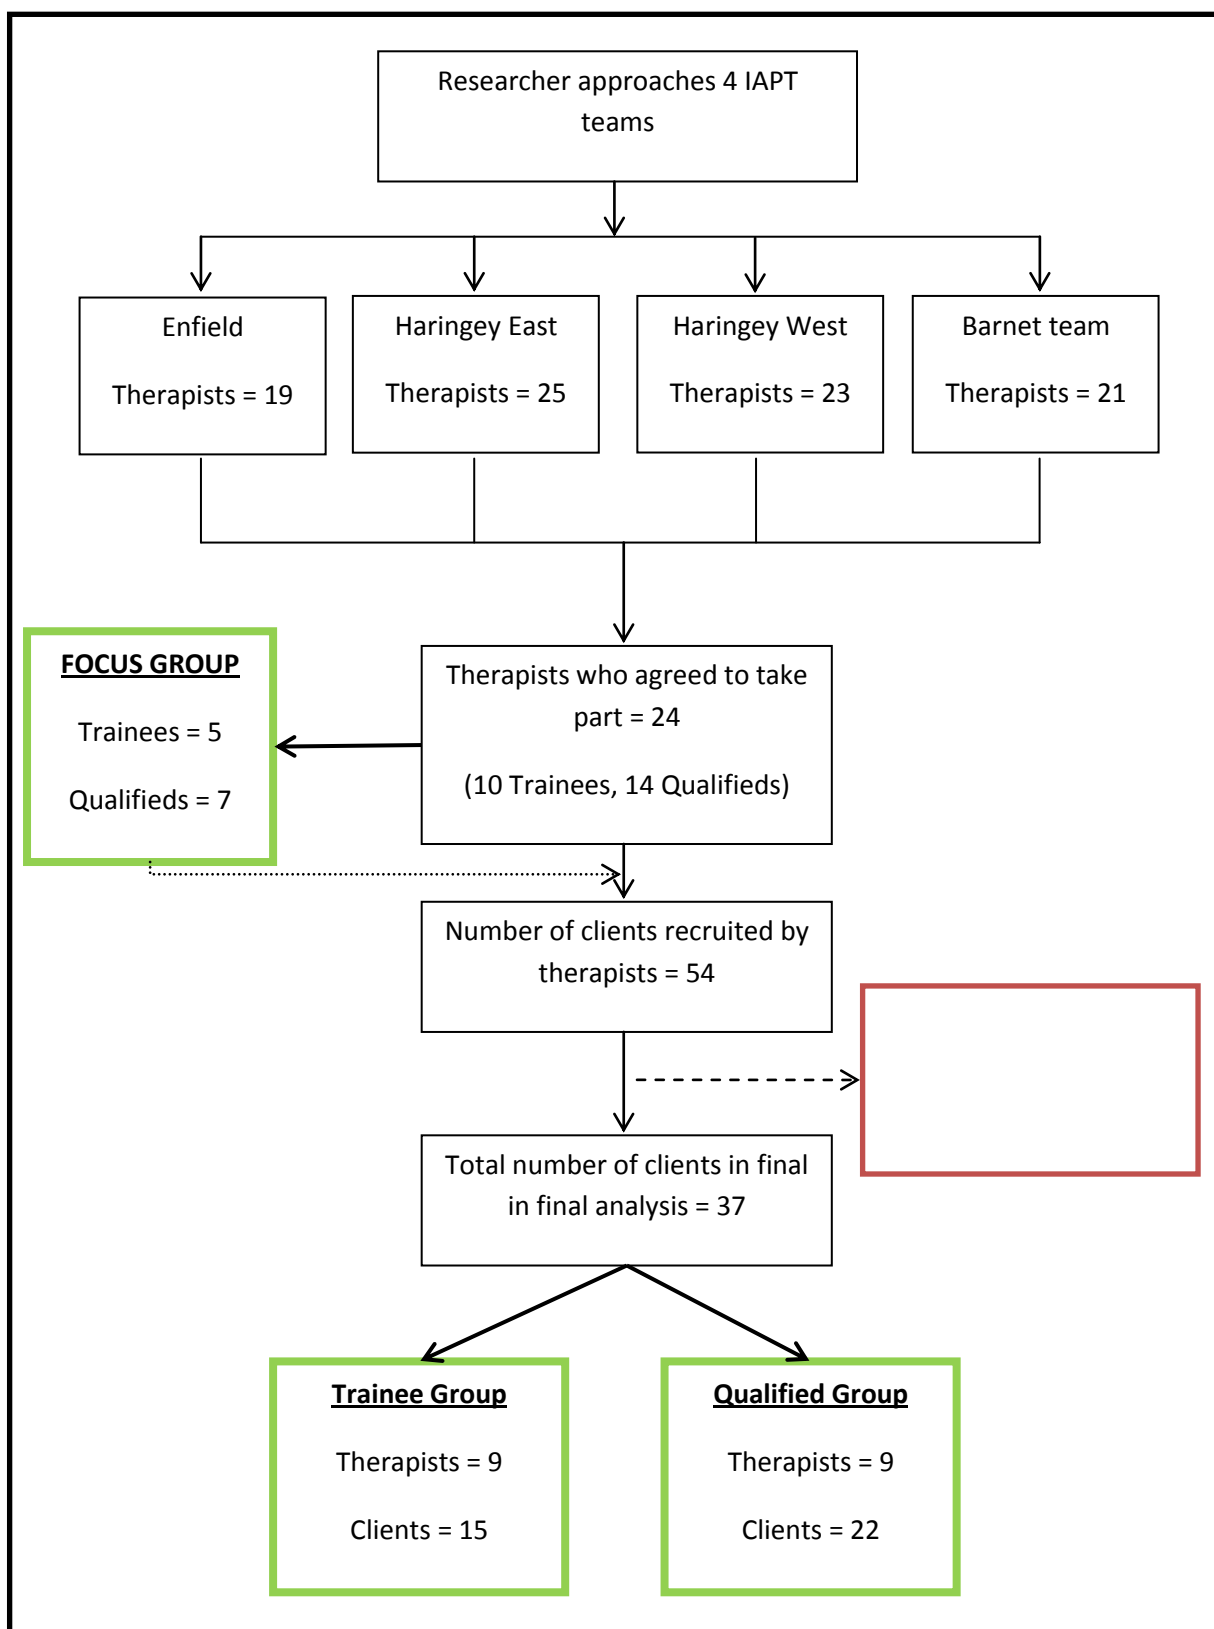 Researcher approaches 4 IAPT
teams
Enfield
Therapists = 19
Haringey East
Therapists = 25
Haringey West
Therapists = 23
Barnet team
Therapists = 21
FOCUS GROUP
Trainees = 5
Qualifieds = 7
Therapists who agreed to take
part = 24
(10 Trainees, 14 Qualifieds)
Number of clients recruited by
therapists = 54
Total number of clients in final
in final analysis = 37
Trainee Group
Therapists = 9
Clients = 15
Qualified Group
Therapists = 9
Clients = 22